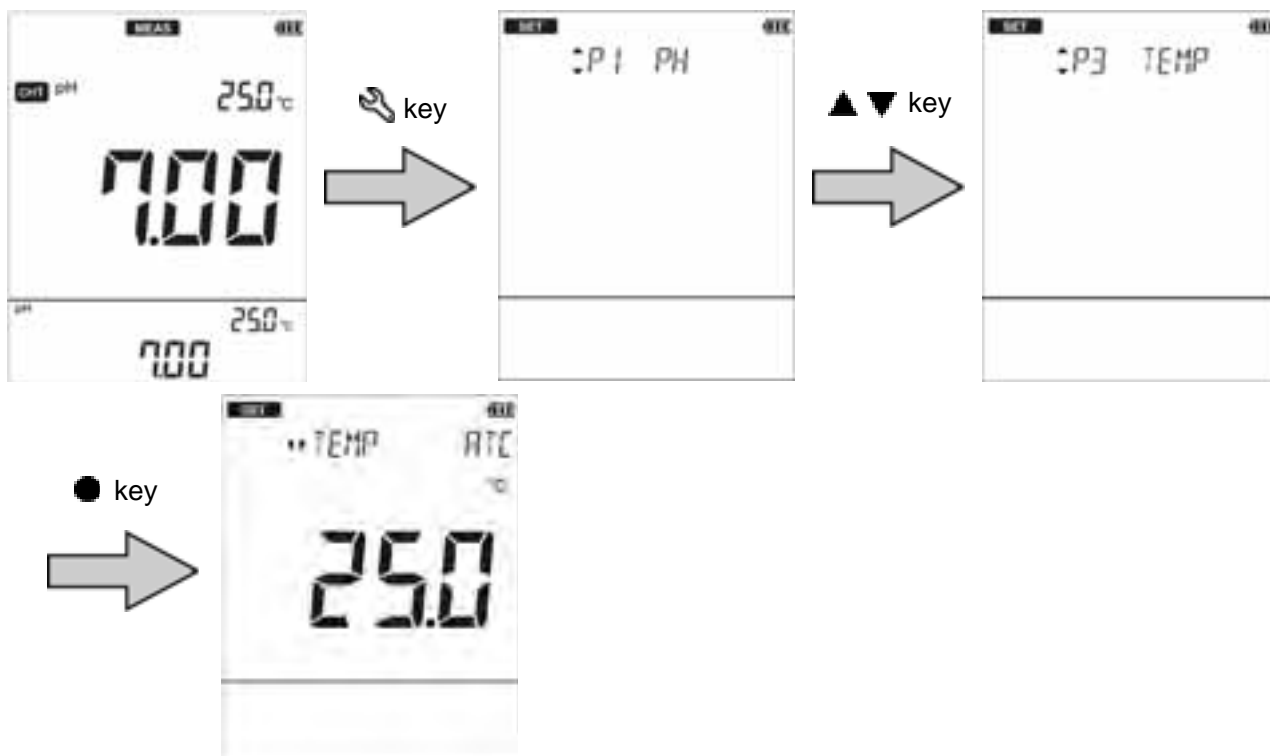 MEAS
CH1 pH 25.0 °C
7.00
pH 25.0 °C
7.00
key
SET
P1 PH
key
SET
P3 TEMP
key
SET
TEMP ATC
°C
25.0